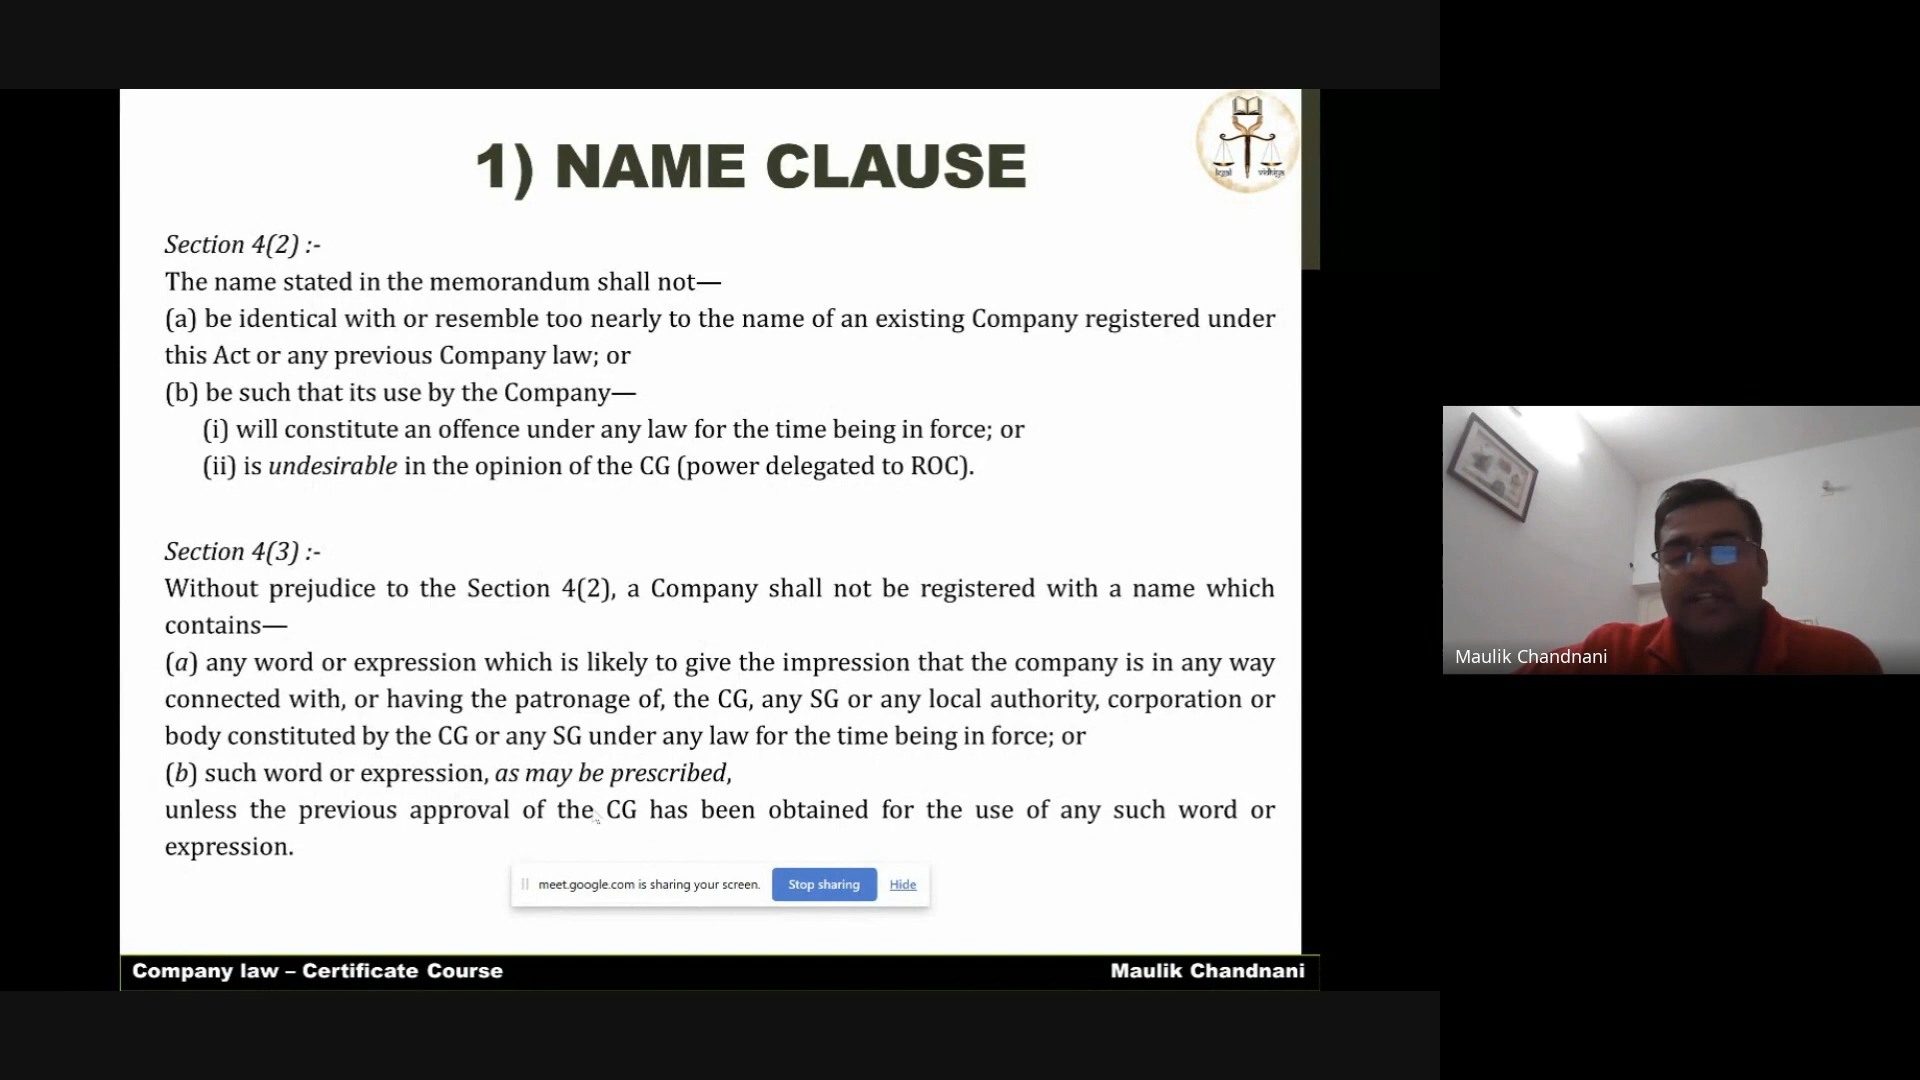 1) NAME CLAUSE
legal vidhiya
Section 4(2) :-
The name stated in the memorandum shall not—
(a) be identical with or resemble too nearly to the name of an existing Company registered under
this Act or any previous Company law; or
(b) be such that its use by the Company—
(i) will constitute an offence under any law for the time being in force; or
(ii) is undesirable in the opinion of the CG (power delegated to ROC).
Section 4(3) :-
Without prejudice to the Section 4(2), a Company shall not be registered with a name which
contains—
(a) any word or expression which is likely to give the impression that the company is in any way
connected with, or having the patronage of, the CG, any SG or any local authority, corporation or
body constituted by the CG or any SG under any law for the time being in force; or
(b) such word or expression, as may be prescribed,
unless the previous approval of the CG has been obtained for the use of any such word or
expression.
meet.google.com is sharing your screen. Stop sharing Hide
Company law – Certificate Course Maulik Chandnani
Maulik Chandnani